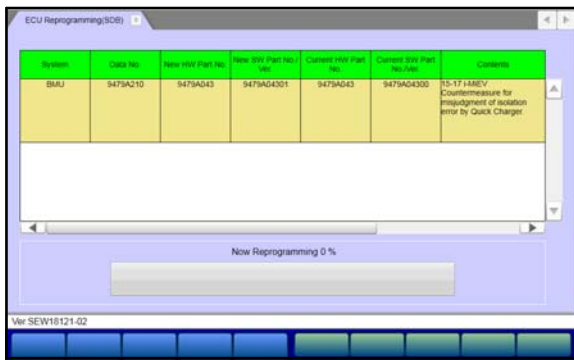 ECU Reprogramming(SDB)
System Data No New HW Part No. New SW Part No./Ver. Current HW Part No. Current SW Part No./Ver. Contents
BMU 9479A210 9479A043 9479A04301 9479A043 9479A04300 15-17 i-MiEV
Countermeasure for
misjudgment of isolation
error by Quick Charger.
Now Reprogramming 0 %
Ver.SEW18121-02